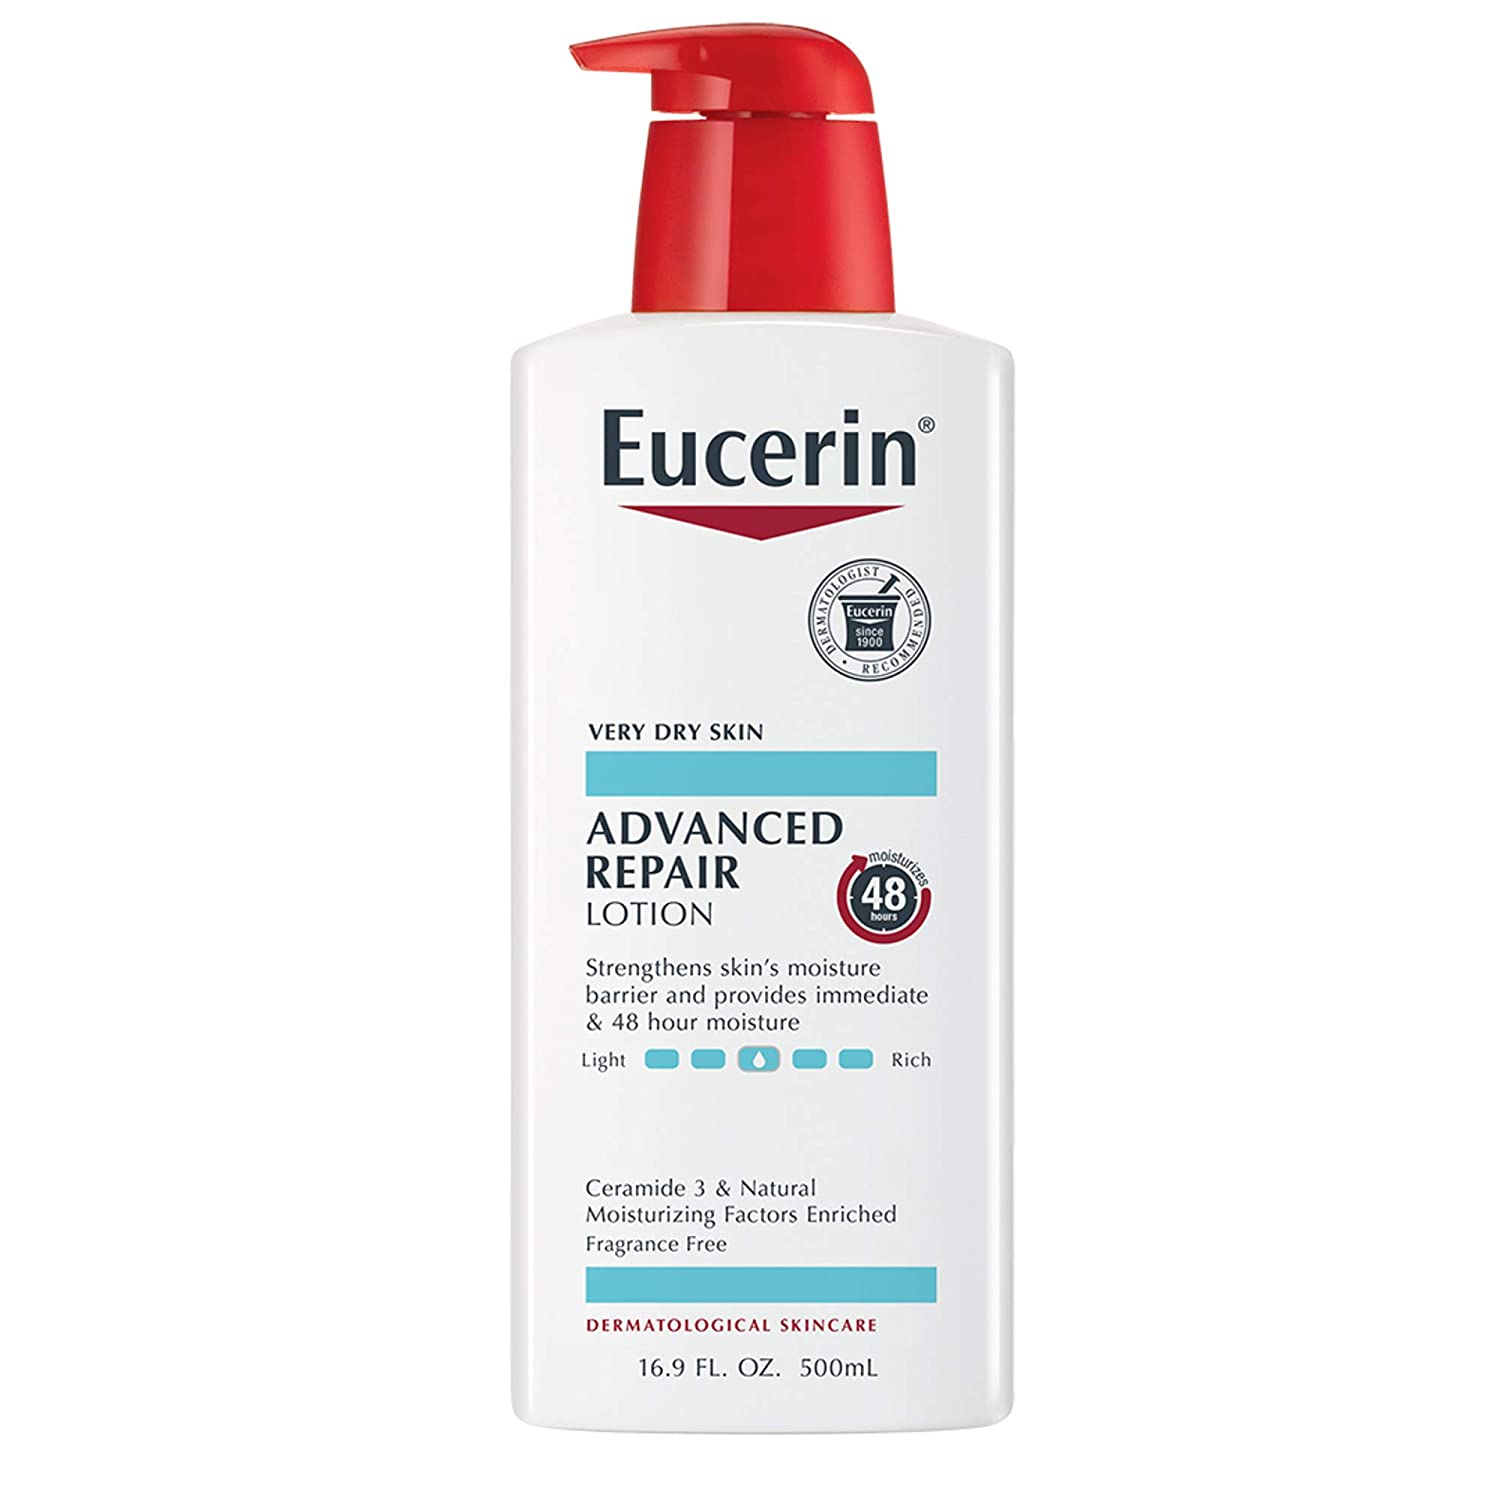 Eucerin®
DERMATOLOGIST RECOMMENDED •
Eucerin
since
1900
VERY DRY SKIN
ADVANCED
REPAIR
LOTION
moisturizes
48
hours
Strengthens skin's moisture
barrier and provides immediate
& 48 hour moisture
Light
Rich
Ceramide 3 & Natural
Moisturizing Factors Enriched
Fragrance Free
DERMATOLOGICAL SKINCARE
16.9 FL. OZ. 500mL